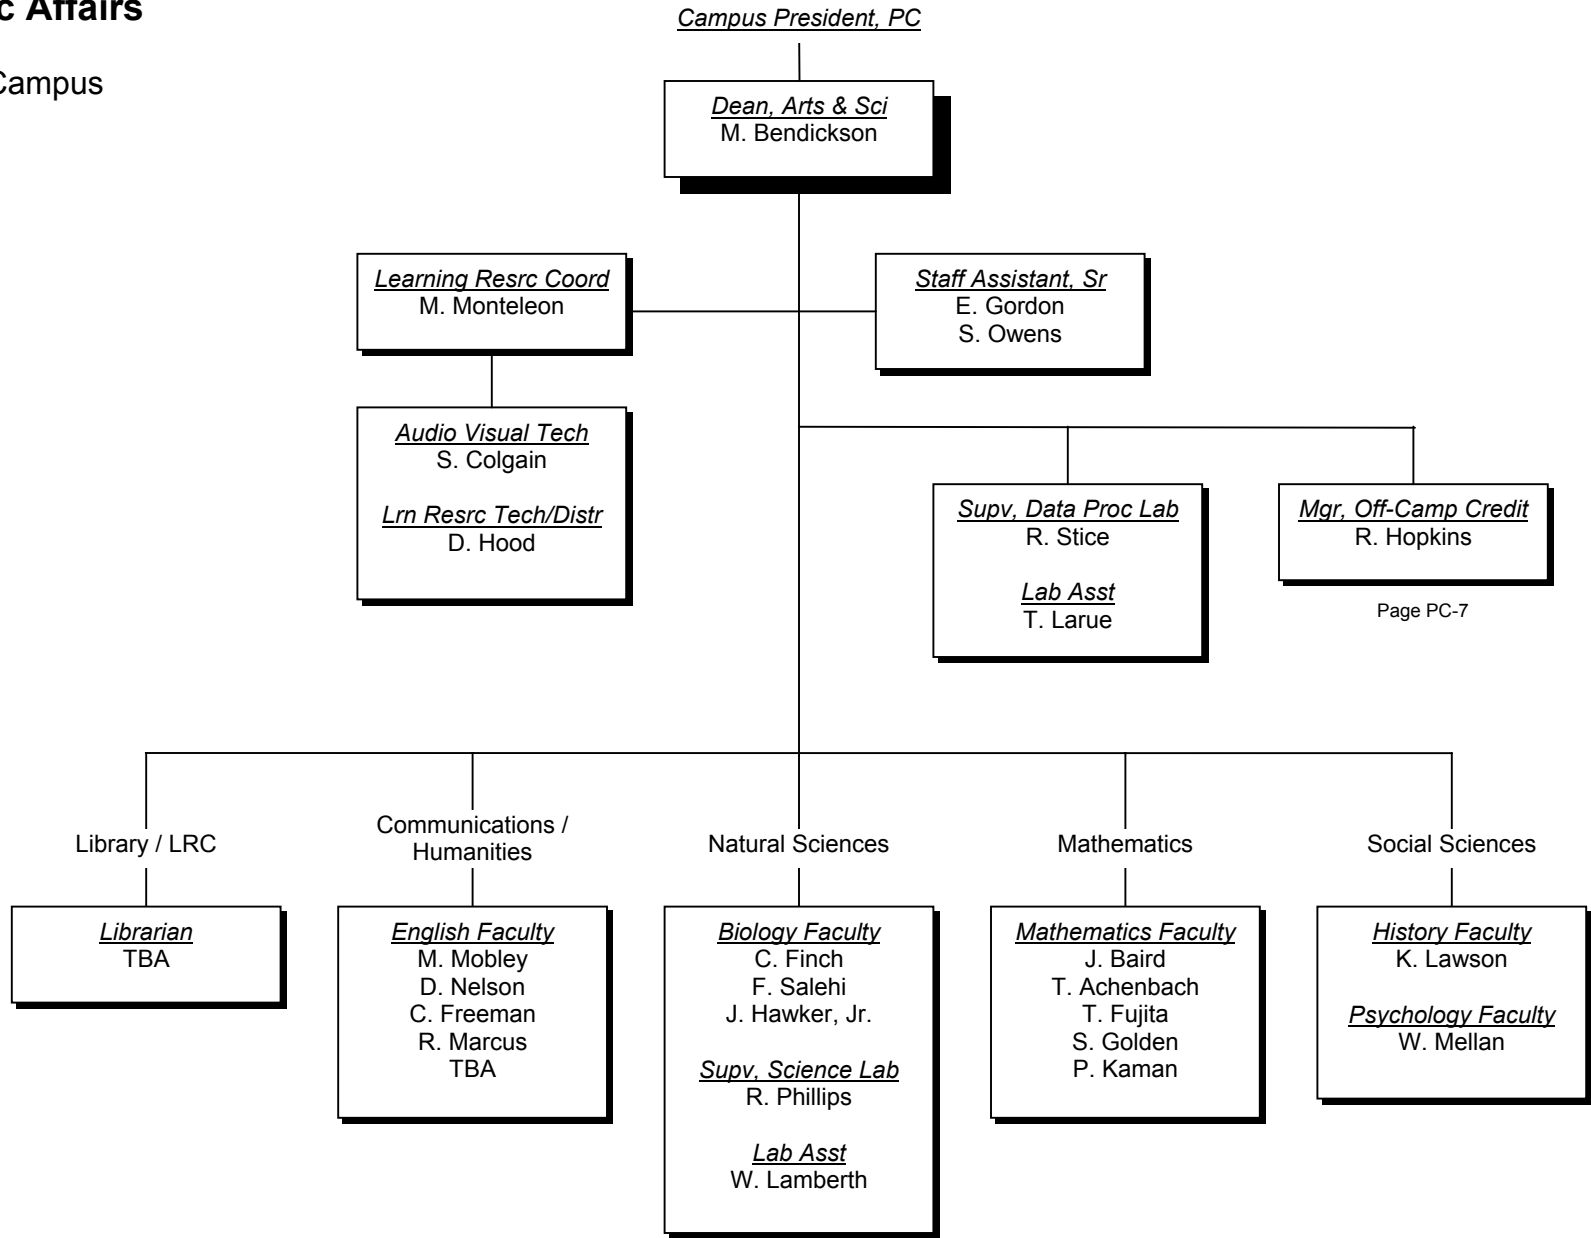 c Affairs
Campus
Campus President, PC
Dean, Arts & Sci
M. Bendickson
Learning Resrc Coord
M. Monteleon
Staff Assistant, Sr
E. Gordon
S. Owens
Audio Visual Tech
S. Colgain
Lrn Resrc Tech/Distr
D. Hood
Supv, Data Proc Lab
R. Stice
Lab Asst
T. Larue
Mgr, Off-Camp Credit
R. Hopkins
Page PC-7
Library / LRC
Librarian
TBA
Communications /
Humanities
English Faculty
M. Mobley
D. Nelson
C. Freeman
R. Marcus
TBA
Natural Sciences
Biology Faculty
C. Finch
F. Salehi
J. Hawker, Jr.
Supv, Science Lab
R. Phillips
Lab Asst
W. Lamberth
Mathematics
Mathematics Faculty
J. Baird
T. Achenbach
T. Fujita
S. Golden
P. Kaman
Social Sciences
History Faculty
K. Lawson
Psychology Faculty
W. Mellan